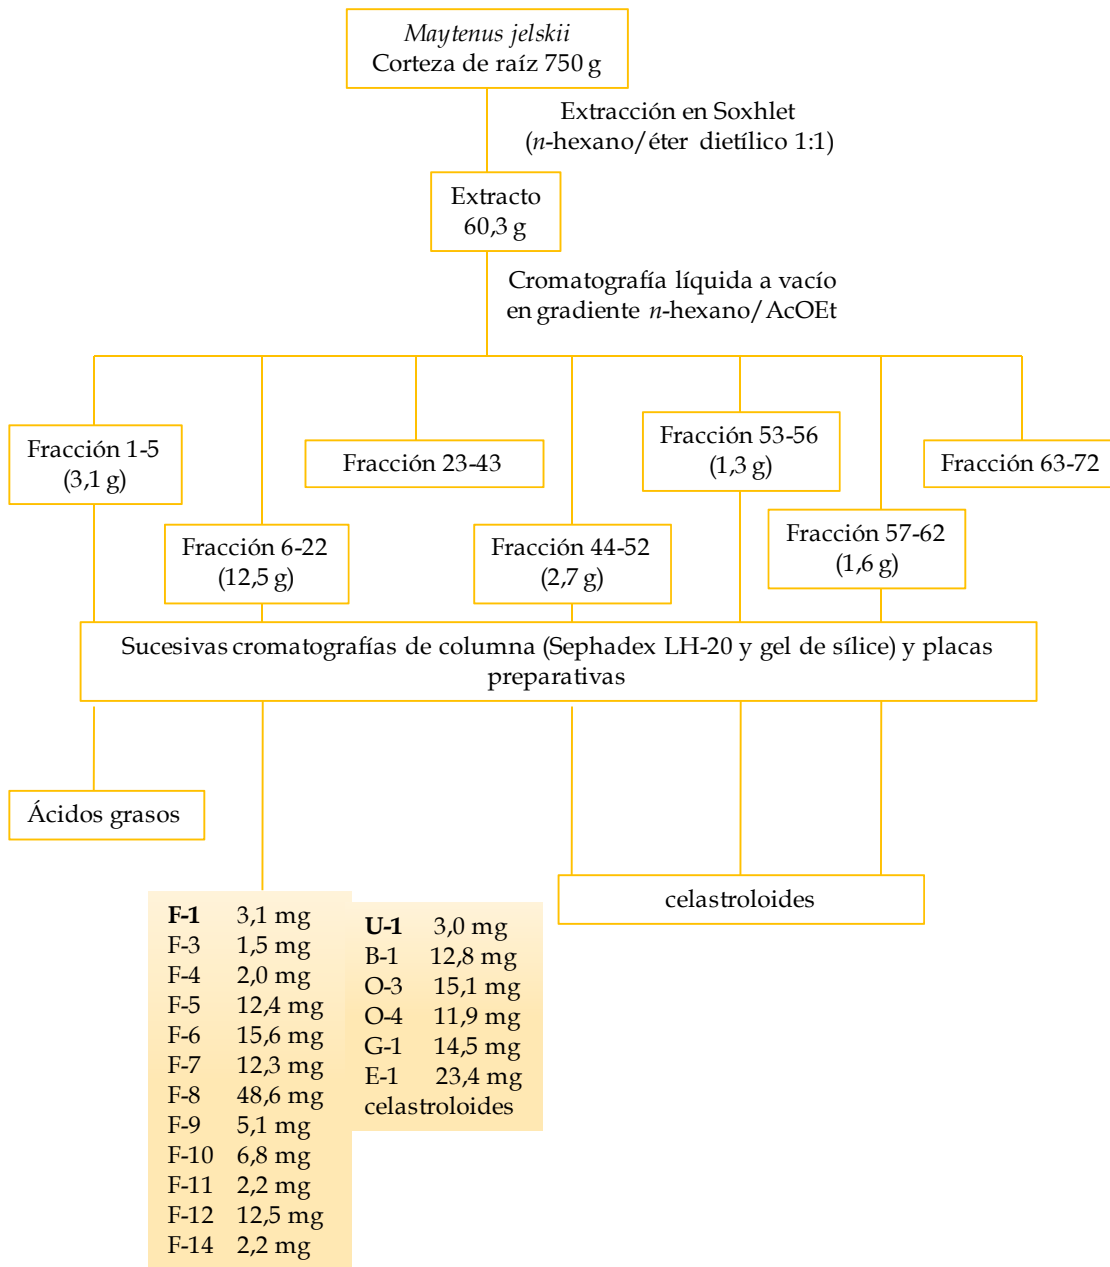 Maytenus jelskii
Corteza de raíz 750 g
Extracción en Soxhlet
(n-hexano/éter dietílico 1:1)
Extracto
60,3 g
Cromatografía líquida a vacío
en gradiente n-hexano/AcOEt
Fracción 1-5
(3,1 g)
Fracción 6-22
(12,5 g)
Fracción 23-43
Fracción 44-52
(2,7 g)
Fracción 53-56
(1,3 g)
Fracción 57-62
(1,6 g)
Fracción 63-72
Sucesivas cromatografías de columna (Sephadex LH-20 y gel de sílice) y placas
preparativas
Ácidos grasos
celastroloides
F-1 3,1 mg
F-3 1,5 mg
F-4 2,0 mg
F-5 12,4 mg
F-6 15,6 mg
F-7 12,3 mg
F-8 48,6 mg
F-9 5,1 mg
F-10 6,8 mg
F-11 2,2 mg
F-12 12,5 mg
F-14 2,2 mg
U-1 3,0 mg
B-1 12,8 mg
O-3 15,1 mg
O-4 11,9 mg
G-1 14,5 mg
E-1 23,4 mg
celastroloides